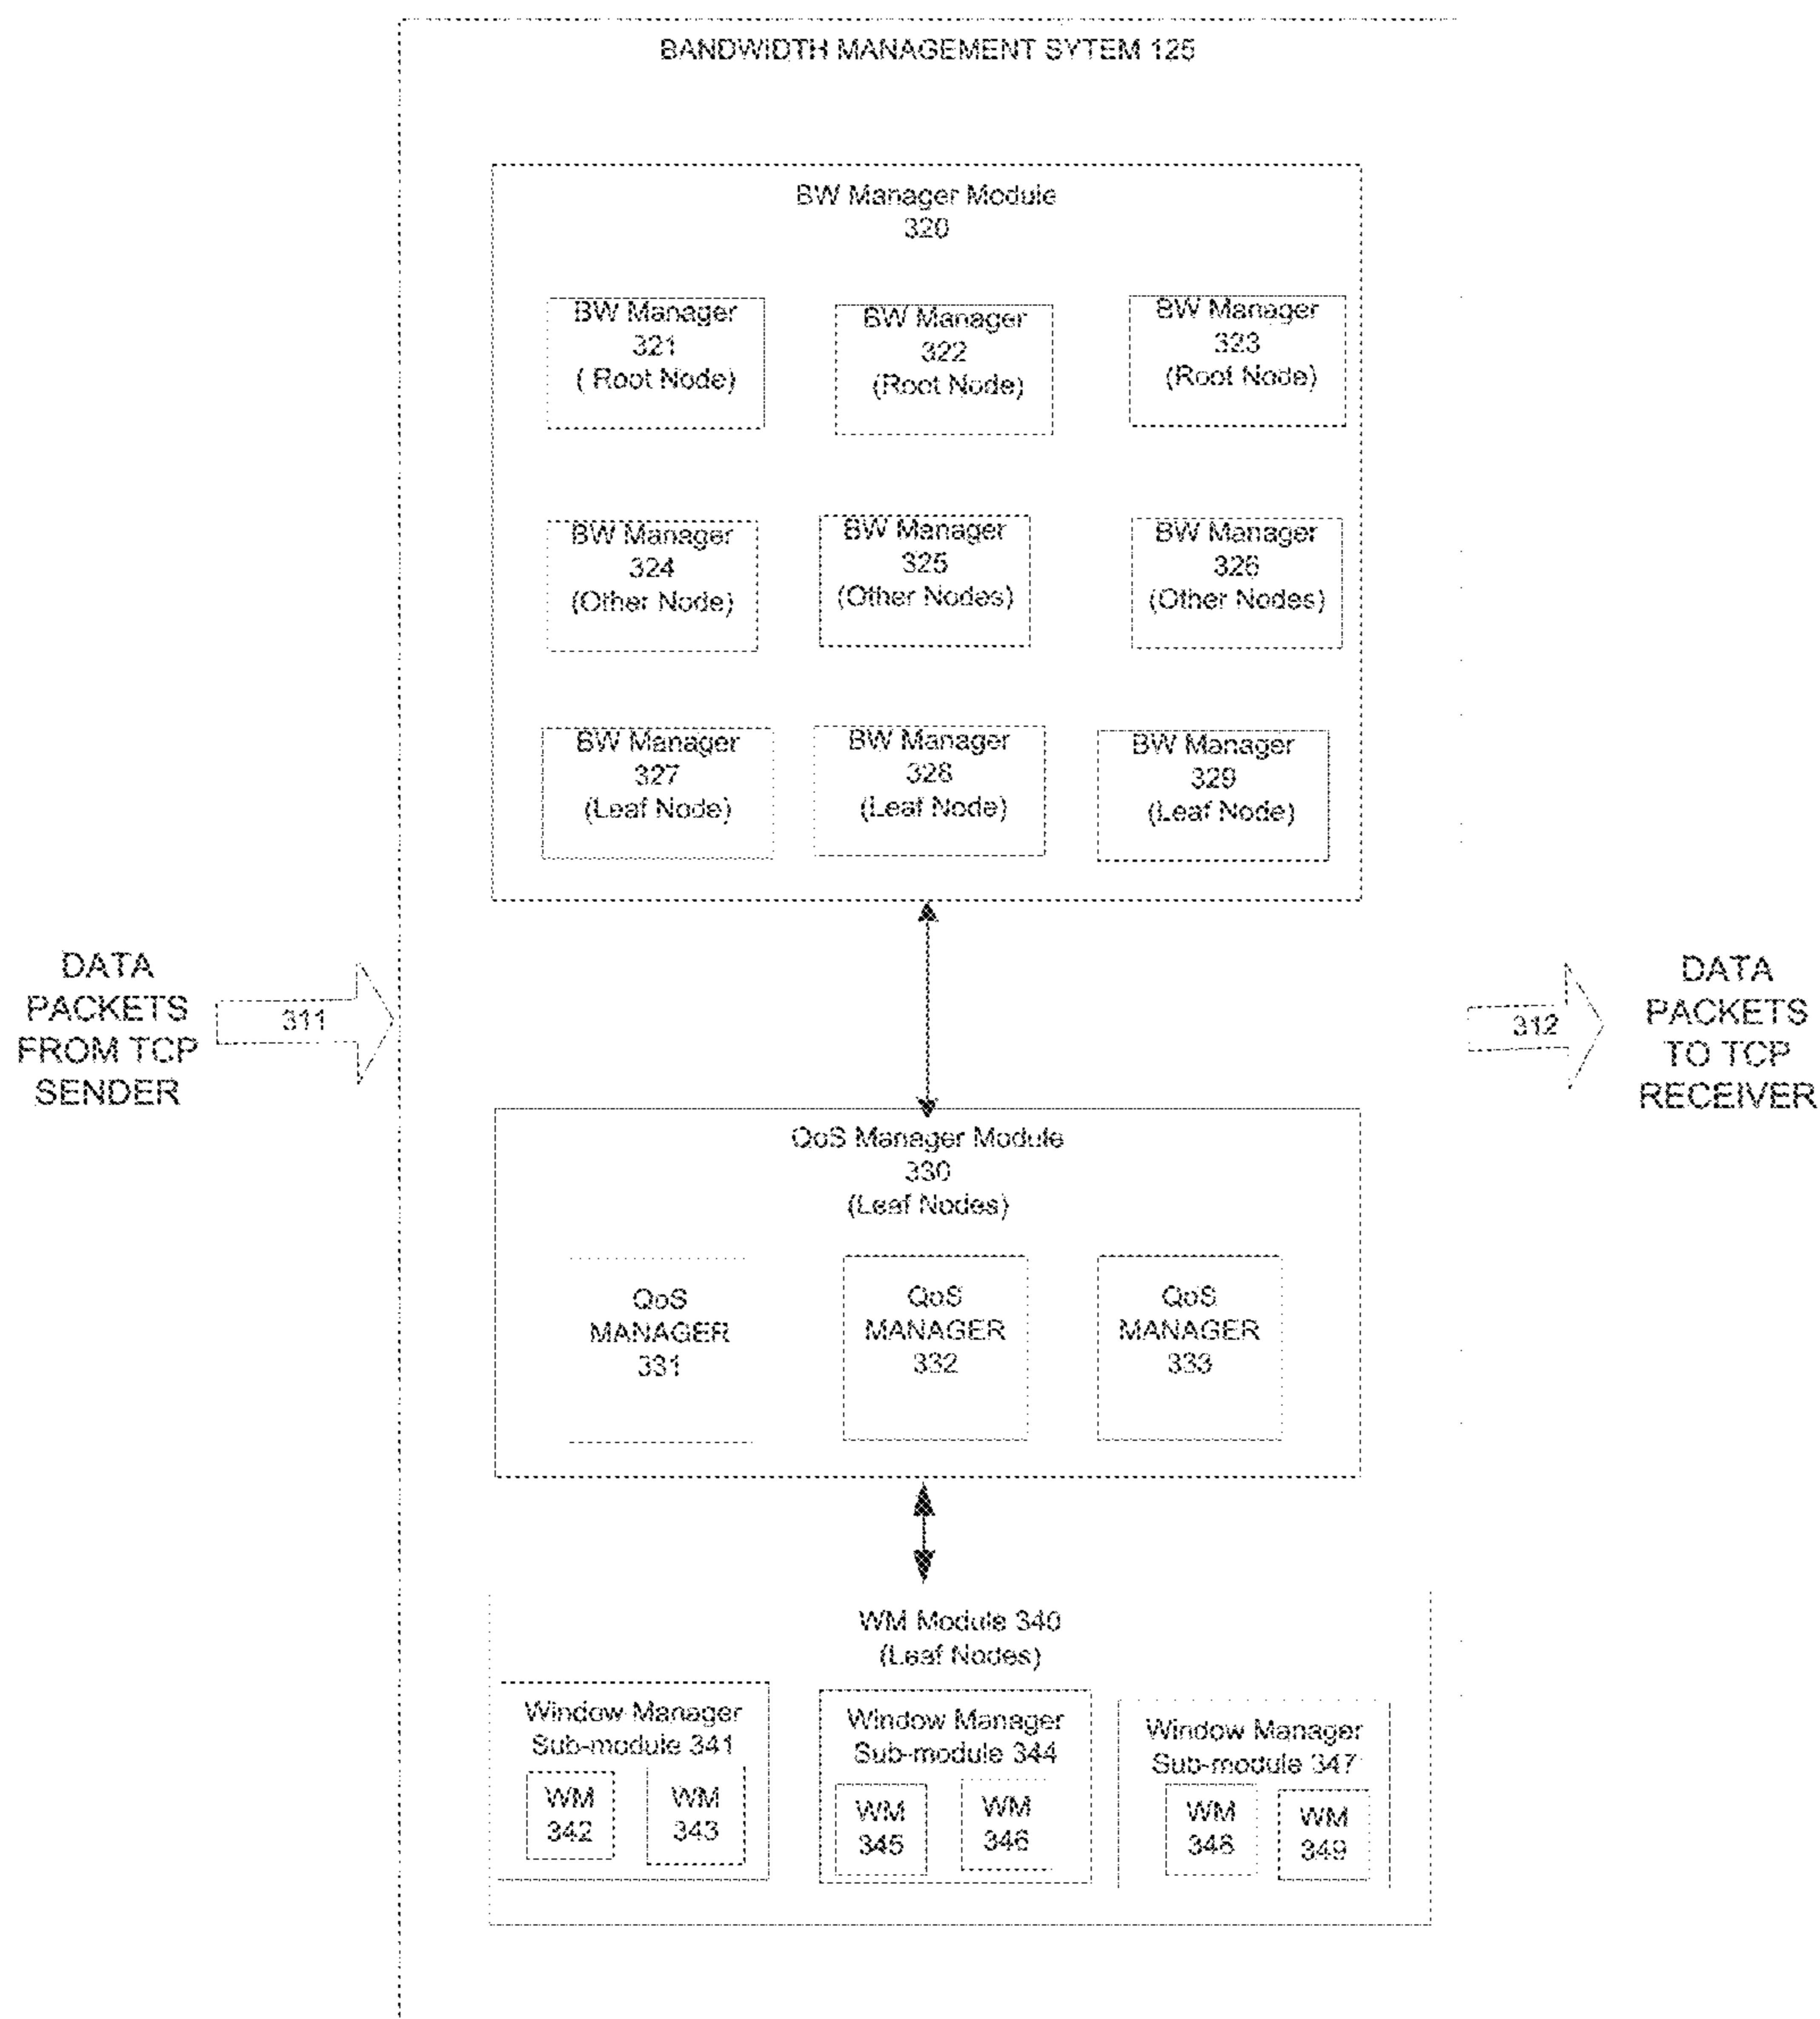 BANDWIDTH MANAGEMENT SYTEM 125
BW Manager Module
320
BW Manager
321
( Root Node)
BW Manager
322
(Root Node)
BW Manager
323
(Root Node)
BW Manager
324
(Other Node)
BW Manager
325
(Other Nodes)
BW Manager
326
(Other Nodes)
BW Manager
327
(Leaf Node)
BW Manager
328
(Leaf Node)
BW Manager
329
(Leaf Node)
DATA
PACKETS
FROM TCP
SENDER
311
312
DATA
PACKETS
TO TCP
RECEIVER
QoS Manager Module
330
(Leaf Nodes)
QoS
MANAGER
331
QoS
MANAGER
332
QoS
MANAGER
333
WM Module 340
(Leaf Nodes)
Window Manager
Sub-module 341
WM
342
WM
343
Window Manager
Sub-module 344
WM
345
WM
346
Window Manager
Sub-module 347
WM
348
WM
349